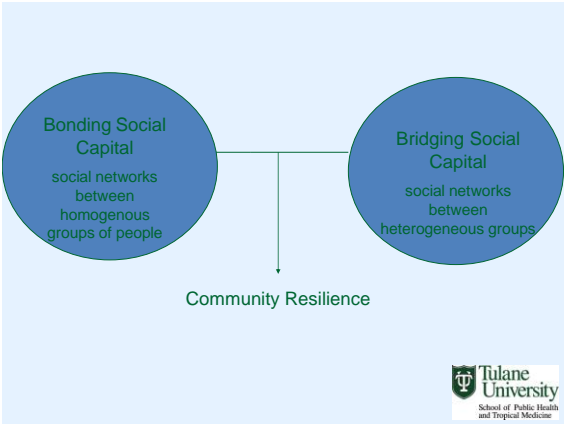 Bonding Social
Capital
social networks
between
homogenous
groups of people
Bridging Social
Capital
social networks
between
heterogeneous groups
Community Resilience
Tulane
University
School of Public Health
and Tropical Medicine